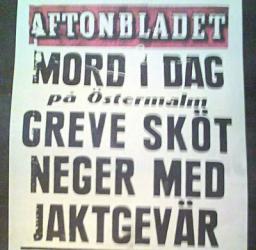 AFTONBLADET
MORD I DAG
på Östermalm
GREVE SKÖT
NEGER MED
JAKTGEVÄR